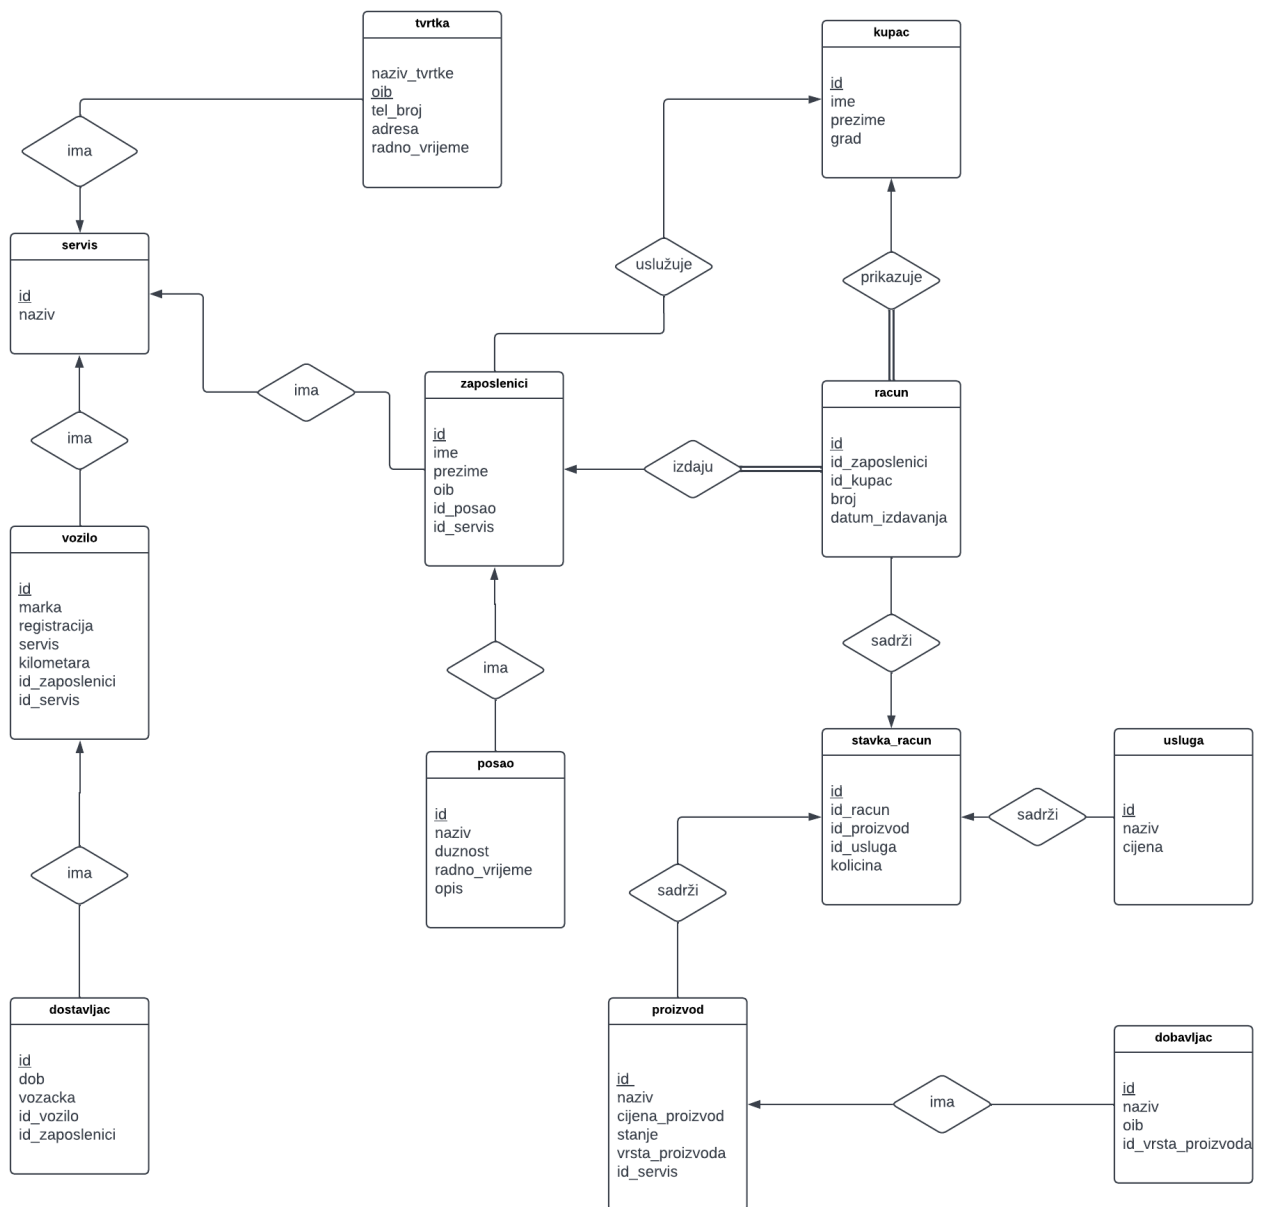 tvrtka
naziv_tvrtke
oib
tel_broj
adresa
radno_vrijeme
kupac
id
ime
prezime
grad
ima
servis
id
naziv
uslužuje
prikazuje
ima
zaposlenici
id
ime
prezime
oib
id_posao
id_servis
izdaju
racun
id
id_zaposlenici
id_kupac
broj
datum_izdavanja
ima
vozilo
id
marka
registracija
servis
kilometara
id_zaposlenici
id_servis
ima
sadrži
posao
id
naziv
duznost
radno_vrijeme
opis
stavka_racun
id
id_racun
id_proizvod
id_usluga
kolicina
sadrži
usluga
id
naziv
cijena
ima
sadrži
dostavljac
id
dob
vozacka
id_vozilo
id_zaposlenici
proizvod
id
naziv
cijena_proizvod
stanje
vrsta_proizvoda
id_servis
ima
dobavljac
id
naziv
oib
id_vrsta_proizvoda